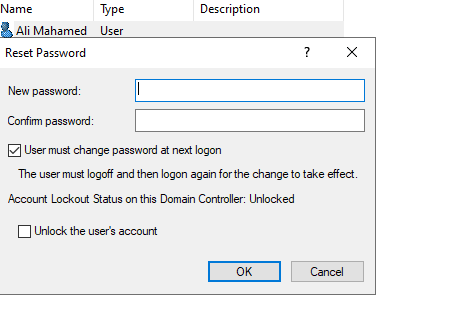 Name Type Description
Ali Mahamed User
Reset Password ?
New password:
Confirm password:
User must change password at next logon
The user must logoff and then logon again for the change to take effect.
Account Lockout Status on this Domain Controller: Unlocked
Unlock the user's account
OK Cancel